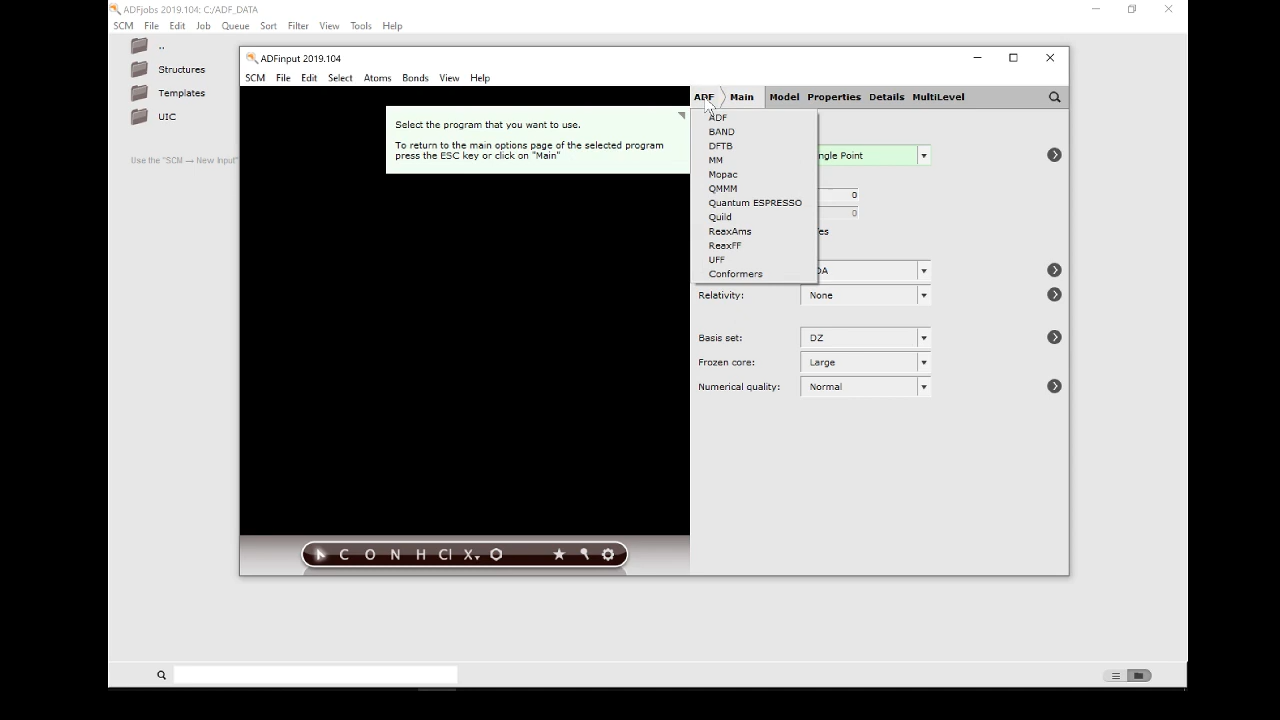 ADFjobs 2019.104: C:/ADF_DATA
SCM File Edit Job Queue Sort Filter View Tools Help
..
Structures
Templates
UIC
Use the "SCM → New Input"
ADFinput 2019.104
SCM File Edit Select Atoms Bonds View Help
ADF Main Model Properties Details MultiLevel
Select the program that you want to use.
To return to the main options page of the selected program
press the ESC key or click on "Main"
ADF
BAND
DFTB
MM
Mopac
QMMM
Quantum ESPRESSO
Quild
ReaxAms
ReaxFF
UFF
Conformers
ngle Point
0
0
es
DA
Relativity: None
Basis set: DZ
Frozen core: Large
Numerical quality: Normal
C O N H Cl X